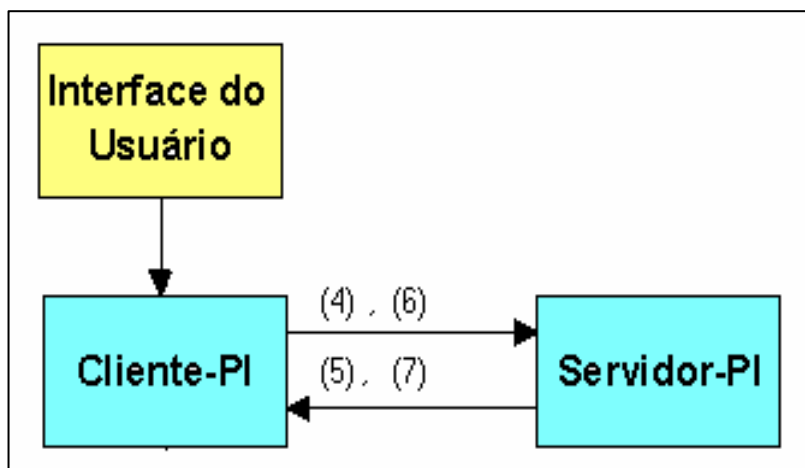 Interface do
Usuário
(4) , (6)
Cliente-PI
(5), (7)
Servidor-PI